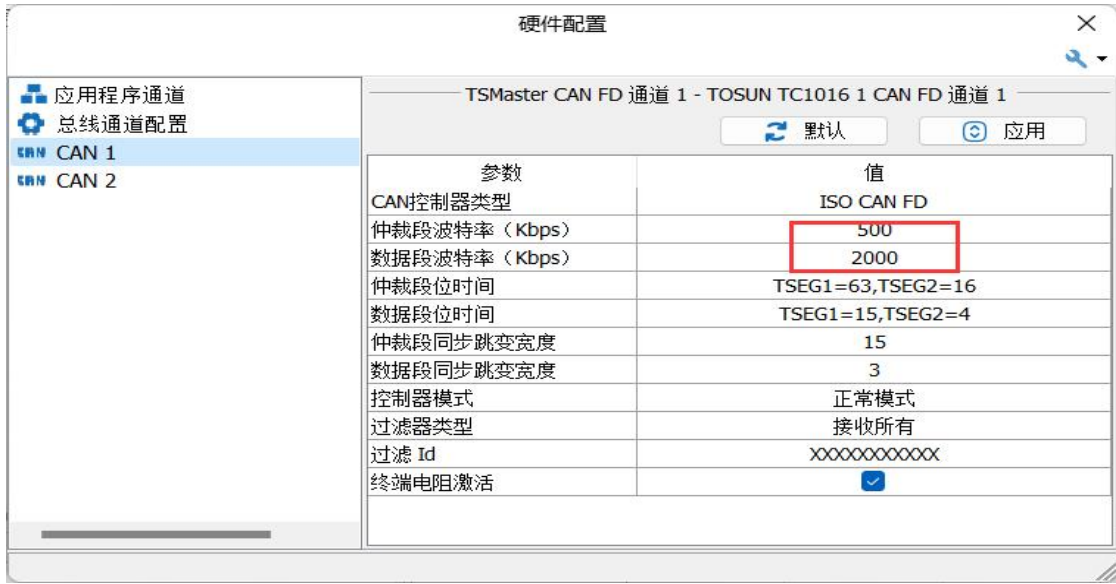 硬件配置
应用程序通道
总线通道配置
CAN CAN 1
CAN CAN 2
TSMaster CAN FD 通道 1 - TOSUN TC1016 1 CAN FD 通道 1
默认 应用
参数 值
CAN控制器类型 ISO CAN FD
仲裁段波特率（Kbps） 500
数据段波特率（Kbps） 2000
仲裁段位时间 TSEG1=63,TSEG2=16
数据段位时间 TSEG1=15,TSEG2=4
仲裁段同步跳变宽度 15
数据段同步跳变宽度 3
控制器模式 正常模式
过滤器类型 接收所有
过滤 Id XXXXXXXXXXX
终端电阻激活